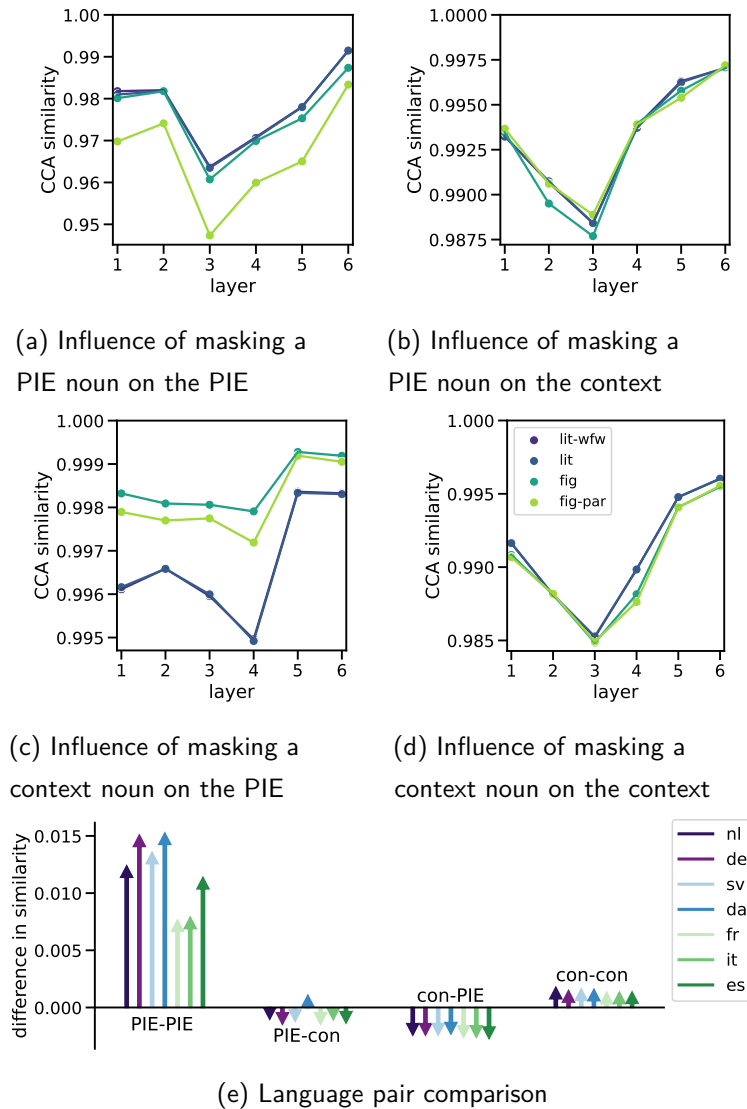 1.00
0.99
0.98
0.97
0.96
0.95
CCA similarity
1 2 3 4 5 6
layer
1.0000
0.9975
0.9950
0.9925
0.9900
0.9875
CCA similarity
1 2 3 4 5 6
layer
(a) Influence of masking a
PIE noun on the PIE
(b) Influence of masking a
PIE noun on the context
1.000
0.999
0.998
0.997
0.996
0.995
CCA similarity
1 2 3 4 5 6
layer
1.000
0.995
0.990
0.985
CCA similarity
lit-wfw
lit
fig
fig-par
1 2 3 4 5 6
layer
(c) Influence of masking a
context noun on the PIE
(d) Influence of masking a
context noun on the context
0.015
0.010
0.005
0.000
difference in similarity
PIE-PIE
PIE-con
con-PIE
con-con
nl
de
sv
da
fr
it
es
(e) Language pair comparison